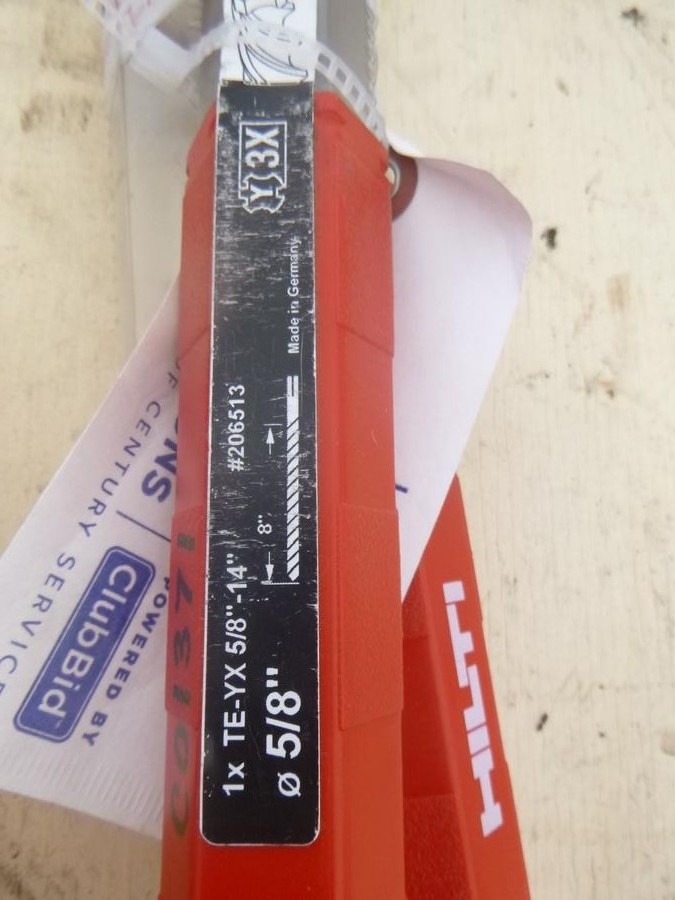 Y 3X
Made in Germany
#206513
8"
1x TE-YX 5/8"-14"
ø 5/8"
HILTI
OF CENTURY SERVICE
POWERED BY
ClubBid